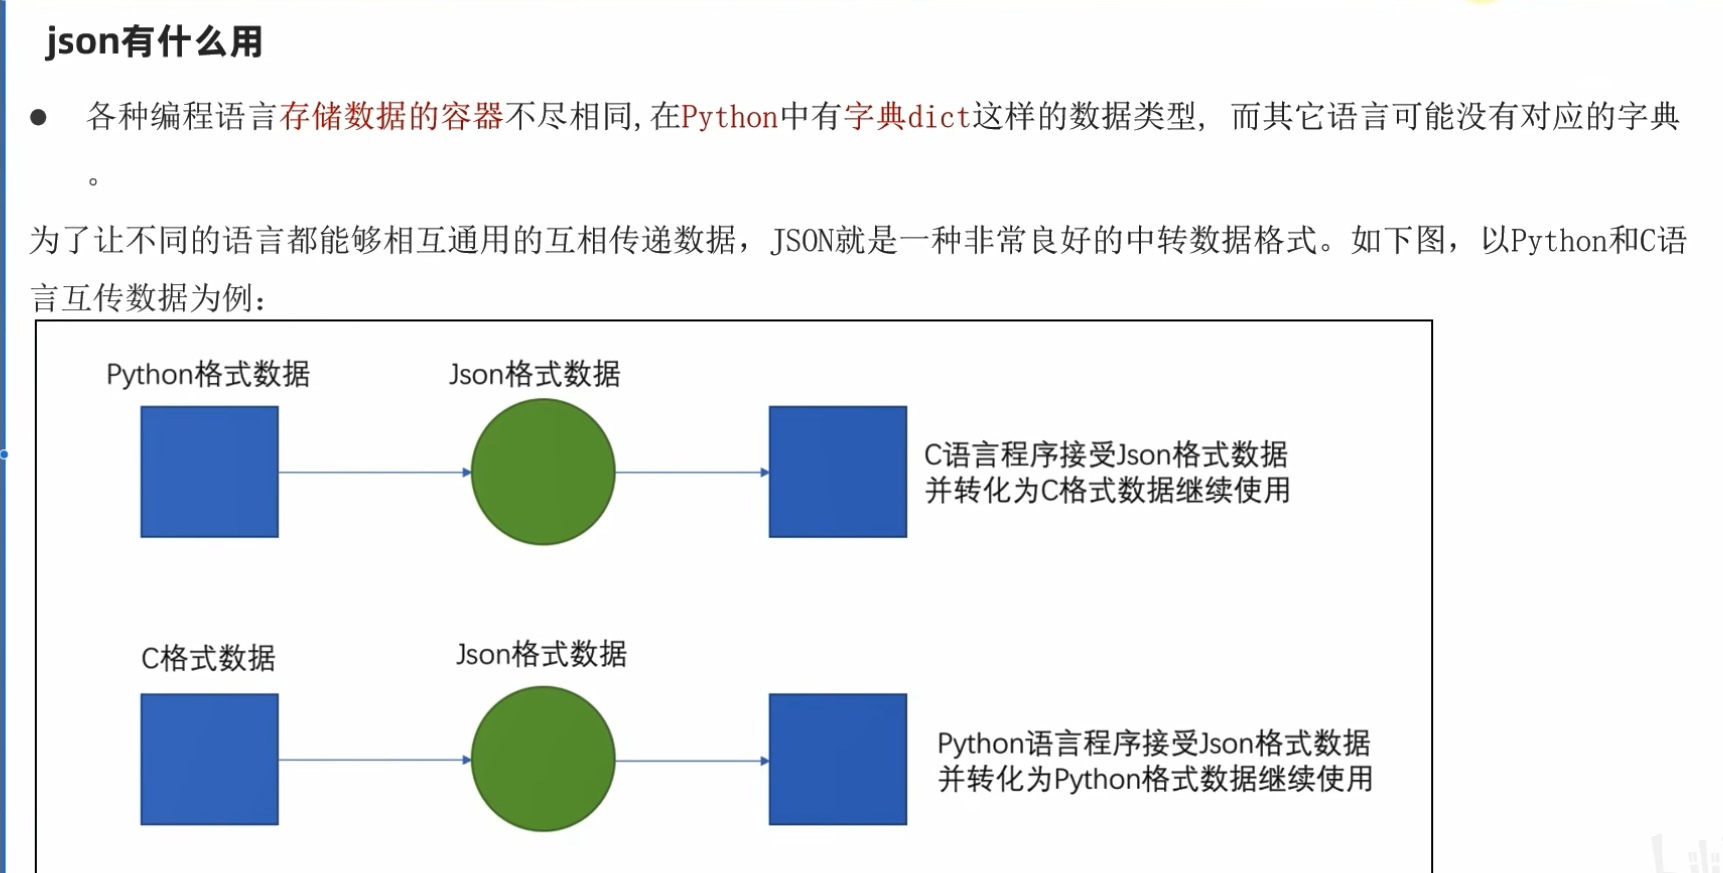 json有什么用
● 各种编程语言存储数据的容器不尽相同,在Python中有字典dict这样的数据类型, 而其它语言可能没有对应的字典
。
为了让不同的语言都能够相互通用的互相传递数据，JSON就是一种非常良好的中转数据格式。如下图，以Python和C语
言互传数据为例：
Python格式数据
Json格式数据
C语言程序接受Json格式数据
并转化为C格式数据继续使用
C格式数据
Json格式数据
Python语言程序接受Json格式数据
并转化为Python格式数据继续使用